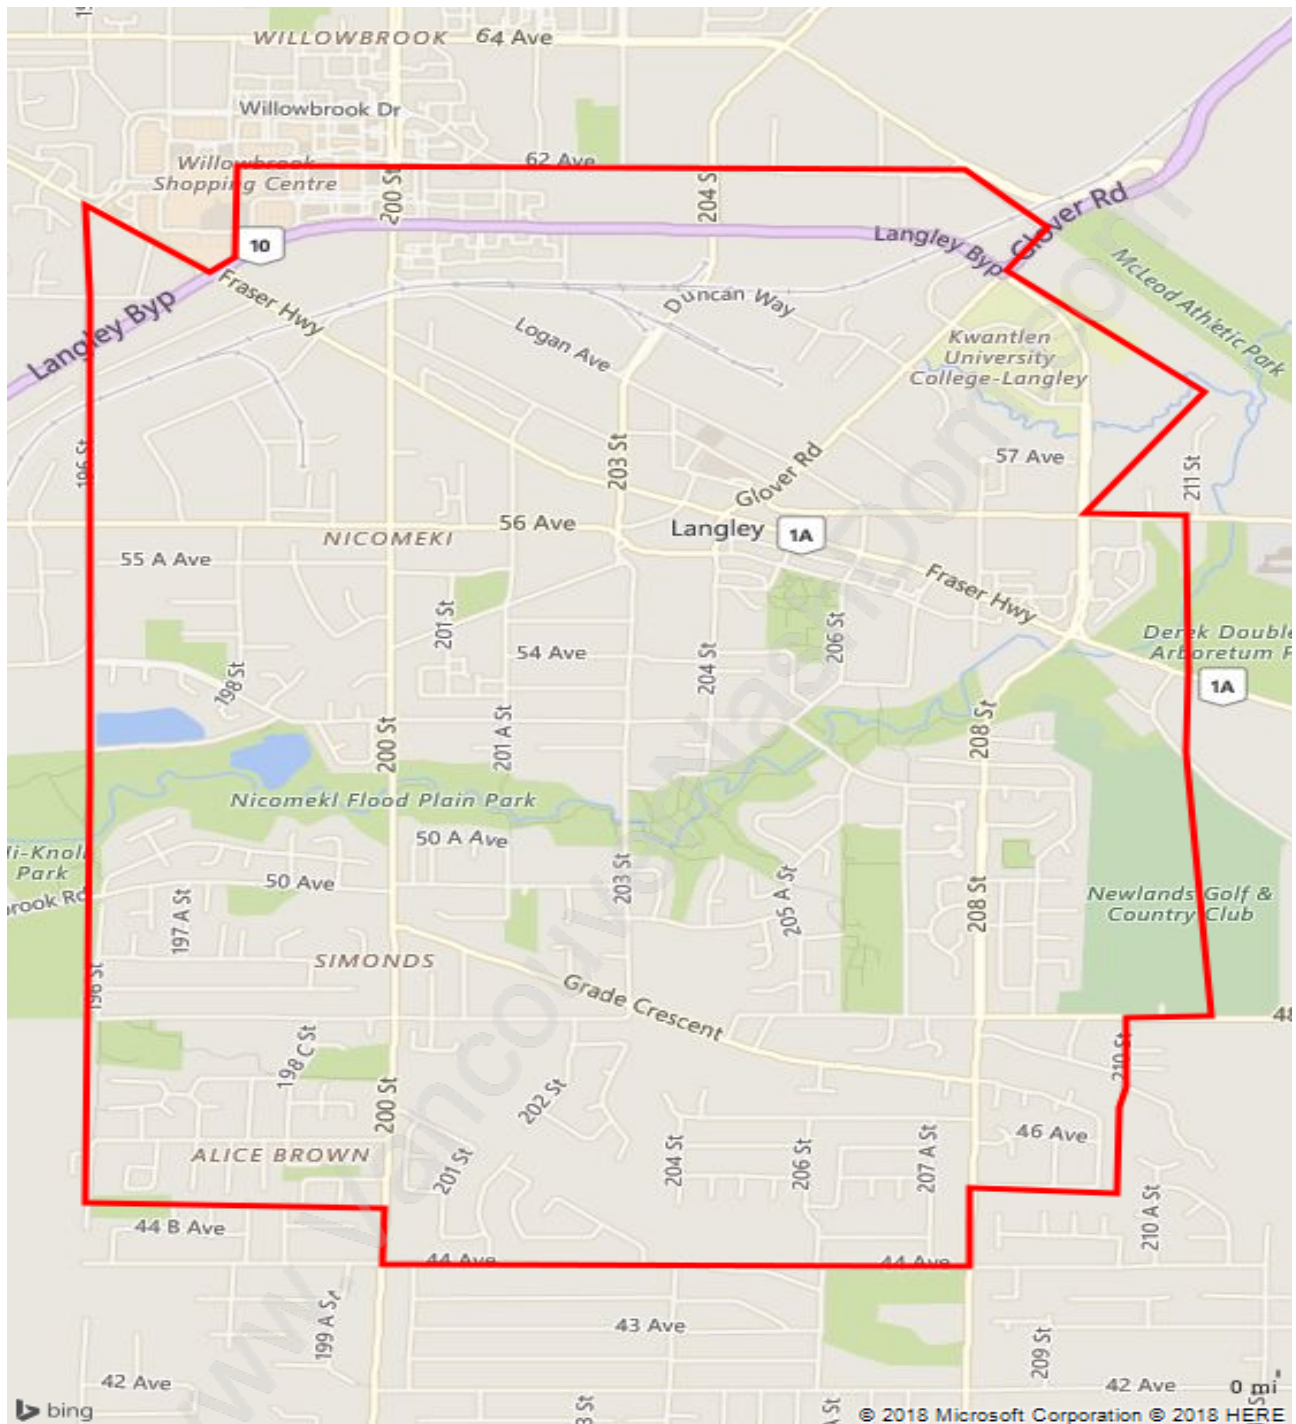 WILLOWBROOK
64 Ave
Willowbrook Dr
Willowbrook
Shopping Centre
62 Ave
200 St
204 S
10
Langley Byp
Glover Rd
McLeod Athletic Park
Langley Byp
Fraser Hwy
Duncan Way
Logan Ave
Kwantlen
University
College-Langley
196 St
203 St
57 Ave
211 St
Glover Rd
56 Ave
Langley
1A
NICOMEKI
55 A Ave
Fraser Hwy
201 St
54 Ave
204 St
206 St
Derek Double
Arboretum P
1A
198 St
200 St
201 A St
208 St
Nicomekl Flood Plain Park
50 A Ave
li-Knoll
Park
brook Rd
50 Ave
203 St
205 A St
208 St
Newlands Golf &
Country Club
197 A St
SIMONDS
196 St
Grade Crescent
48
198 C St
210 St
200 St
202 St
46 Ave
ALICE BROWN
201 St
204 St
206 St
207 A St
210 A St
44 B Ave
44 Ave
44 Ave
199 A St
43 Ave
209 St
42 Ave
42 Ave
0 mi
bing
© 2018 Microsoft Corporation © 2018 HERE